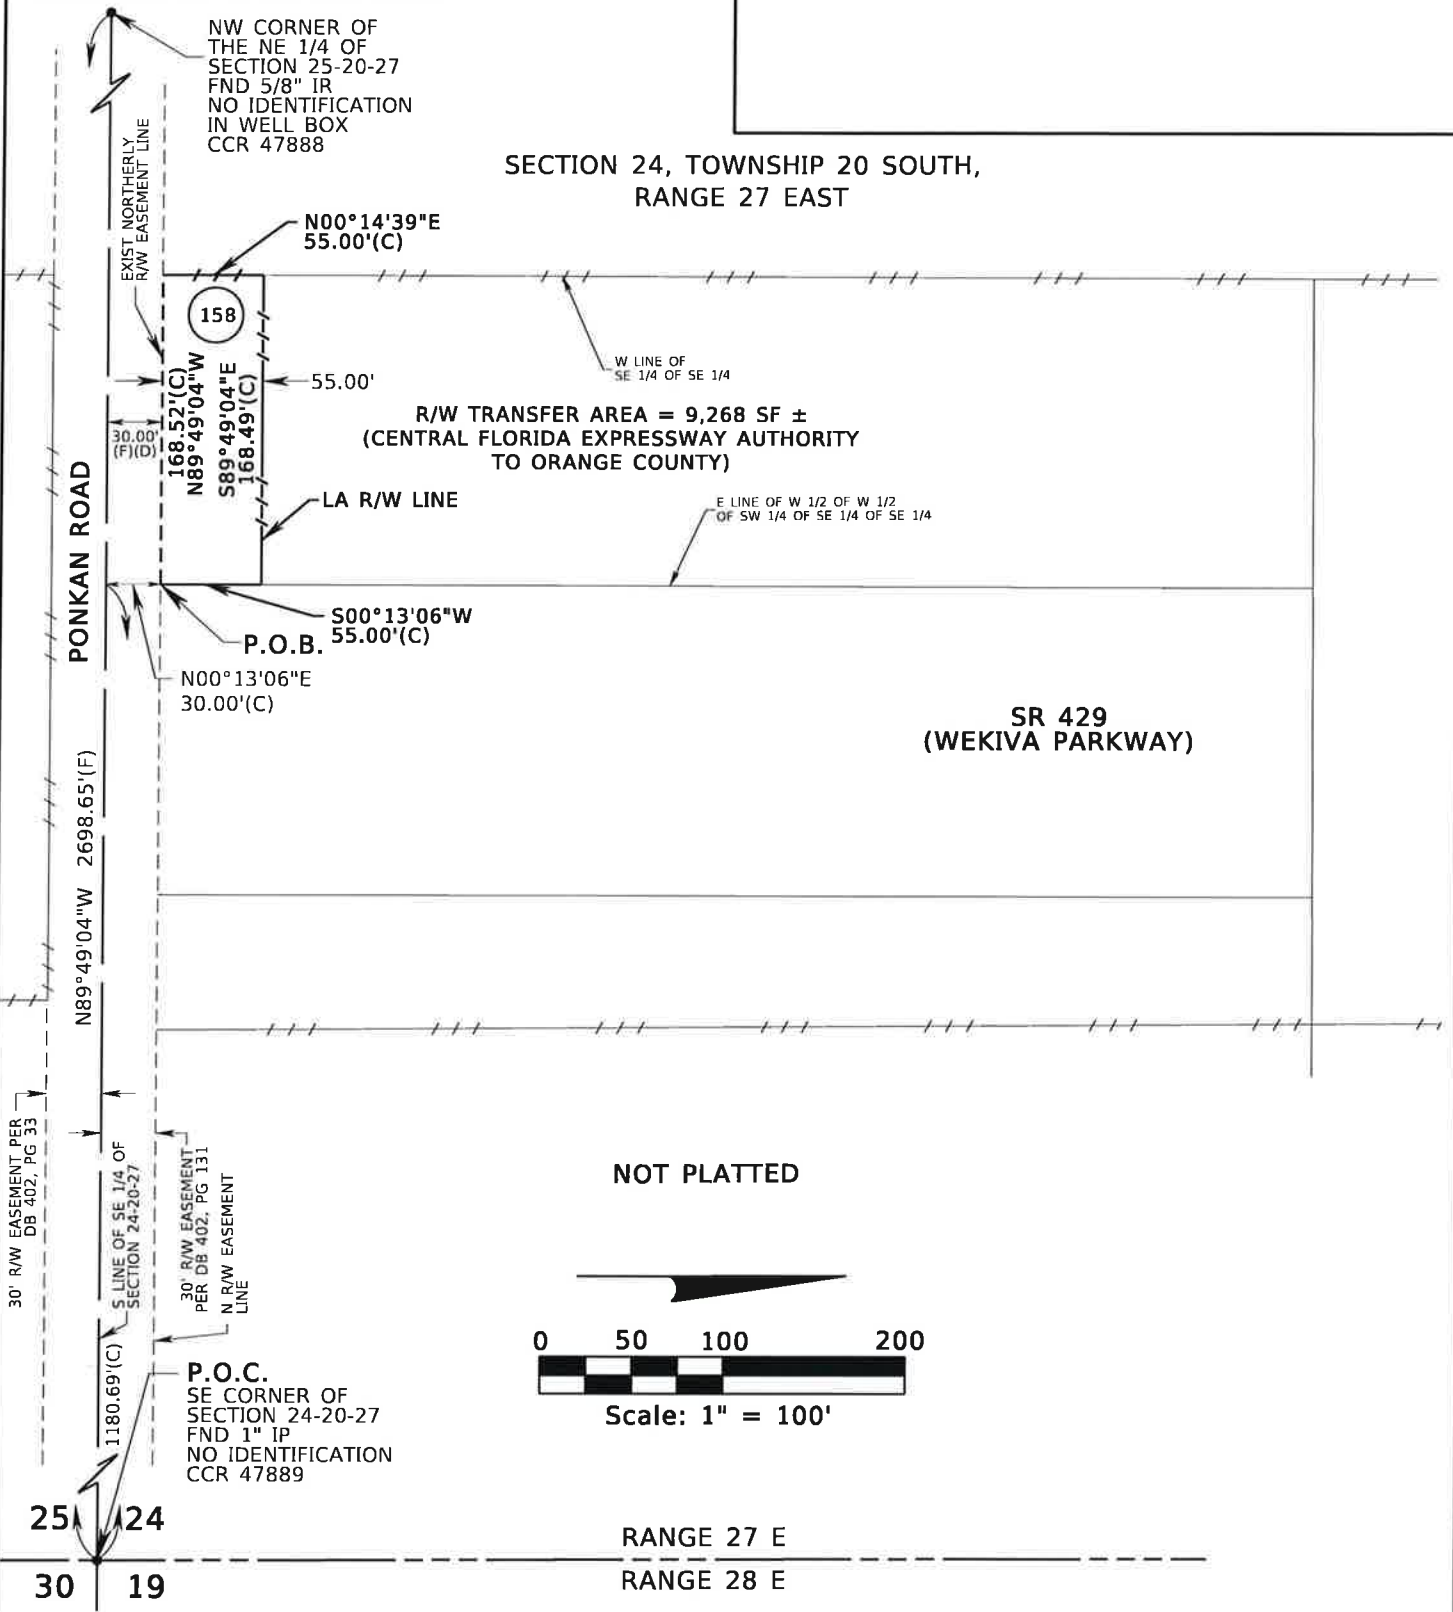 NW CORNER OF
THE NE 1/4 OF
SECTION 25-20-27
FND 5/8" IR
NO IDENTIFICATION
IN WELL BOX
CCR 47888
EXIST NORTHERLY
R/W EASEMENT LINE
SECTION 24, TOWNSHIP 20 SOUTH,
RANGE 27 EAST
N00°14'39"E
55.00'(C)
158
W LINE OF
SE 1/4 OF SE 1/4
55.00'
168.52'(C)
N89°49'04"W
S89°49'04"E
168.49'(C)
30.00'
(F)(D)
R/W TRANSFER AREA = 9,268 SF ±
(CENTRAL FLORIDA EXPRESSWAY AUTHORITY
TO ORANGE COUNTY)
LA R/W LINE
E LINE OF W 1/2 OF W 1/2
OF SW 1/4 OF SE 1/4 OF SE 1/4
PONKAN ROAD
S00°13'06"W
55.00'(C)
P.O.B.
N00°13'06"E
30.00'(C)
SR 429
(WEKIVA PARKWAY)
N89°49'04"W 2698.65'(F)
30' R/W EASEMENT PER
DB 402, PG 33
S LINE OF SE 1/4 OF
SECTION 24-20-27
30' R/W EASEMENT
PER DB 402, PG 131
N R/W EASEMENT
LINE
NOT PLATTED
0 50 100 200
Scale: 1" = 100'
1180.69'(C)
P.O.C.
SE CORNER OF
SECTION 24-20-27
FND 1" IP
NO IDENTIFICATION
CCR 47889
25 24
RANGE 27 E
30 19
RANGE 28 E